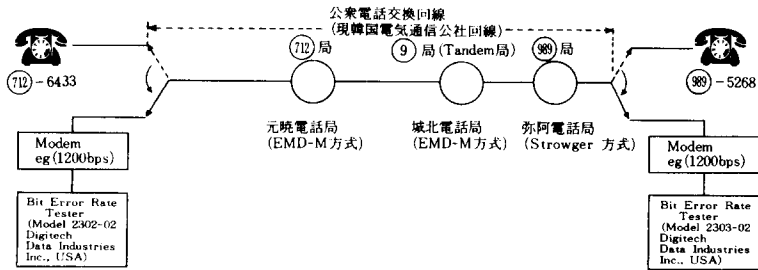 公衆電話交換回線
(現韓国電気通信公社回線)
712 局
9 局(Tandem局)
989 局
712 - 6433
989 - 5268
元暁電話局
(EMD-M方式)
城北電話局
(EMD-M方式)
弥阿電話局
(Strowger 方式)
Modem
eg(1200bps)
Modem
eg(1200bps)
Bit Error Rate
Tester
(Model 2302-02
Digitech
Data Industries
Inc., USA)
Bit Error Rate
Tester
(Model 2303-02
Digitech
Data Industries
Inc., USA)